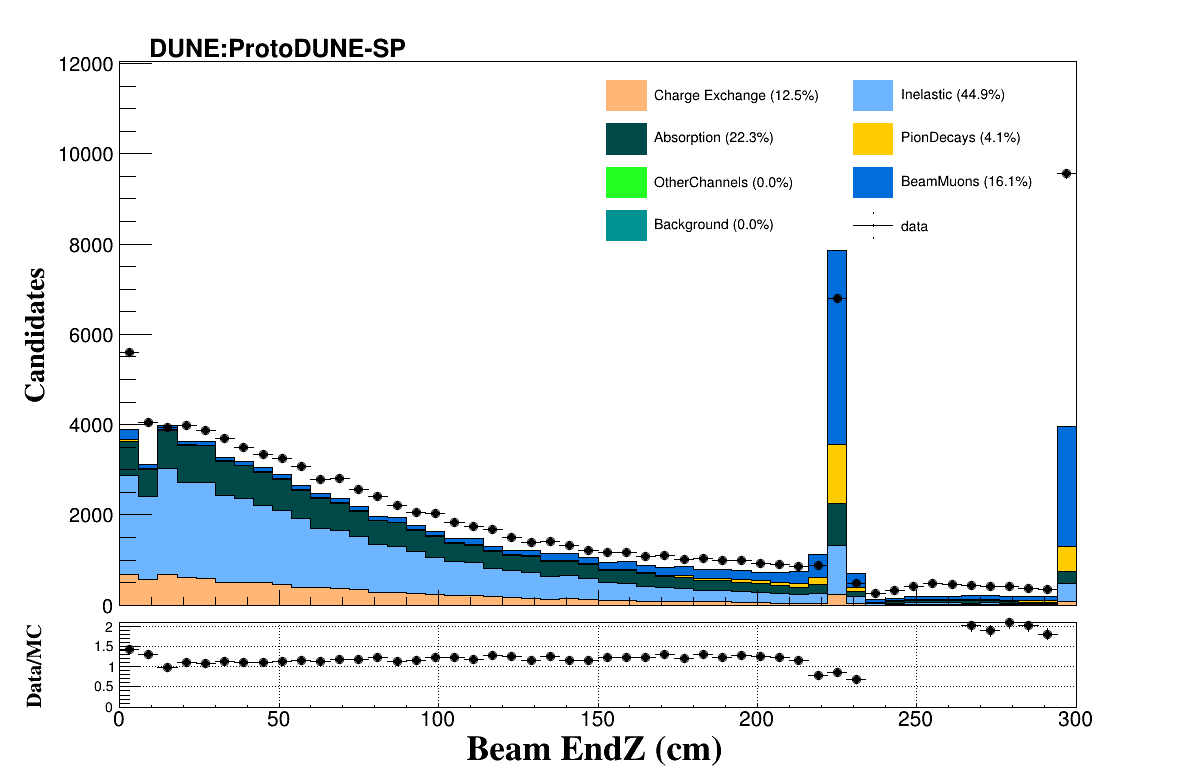 DUNE:ProtoDUNE-SP
12000
10000
8000
6000
4000
2000
0
Candidates
Charge Exchange (12.5%)
Inelastic (44.9%)
Absorption (22.3%)
PionDecays (4.1%)
OtherChannels (0.0%)
BeamMuons (16.1%)
Background (0.0%)
data
2
1.5
1
0.5
0
Data/MC
0 50 100 150 200 250 300
Beam EndZ (cm)